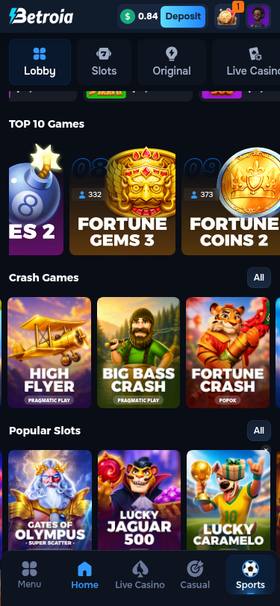 Betroia
$ 0.84 Deposit
1
Lobby Slots Original Live Casino
TOP 10 Games
8
ES 2
08
332
FORTUNE
GEMS 3
09
373
FORTUNE
COINS 2
Crash Games All
HIGH
FLYER
PRAGMATIC PLAY
BIG BASS
CRASH
PRAGMATIC PLAY
FORTUNE
CRASH
POPOK
Popular Slots All
GATES OF
OLYMPUS
SUPER SCATTER
LUCKY
JAGUAR
500
LUCKY
CARAMELO
Menu Home Live Casino Casual Sports